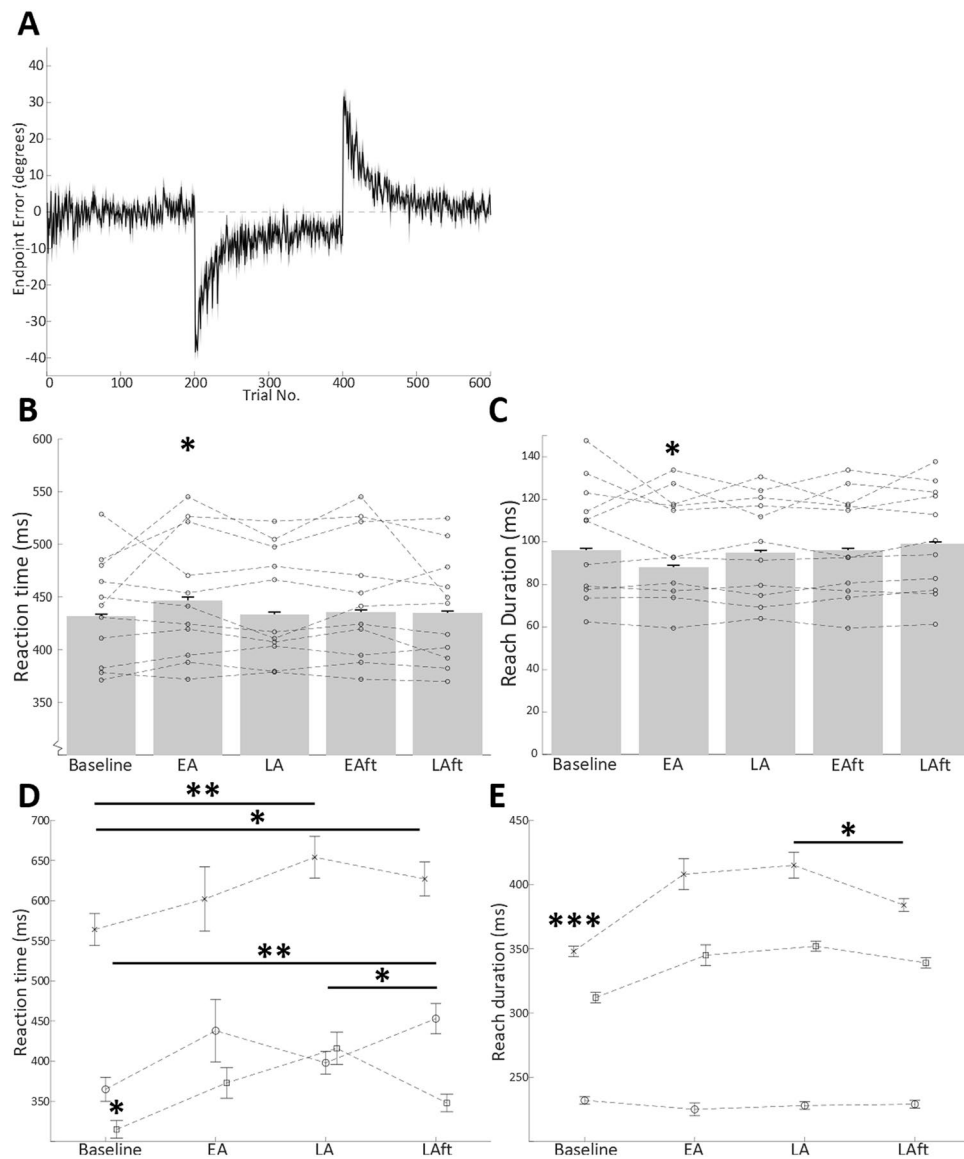 A
Endpoint Error (degrees)
40
30
20
10
0
-10
-20
-30
-40
0 100 200 300 400 500 600
Trial No.
B
*
Reaction time (ms)
600
550
500
450
400
350
Baseline EA LA EAft LAft
C
*
Reach Duration (ms)
140
120
100
80
60
40
20
0
Baseline EA LA EAft LAft
D
**
*
**
*
*
Reaction time (ms)
700
650
600
550
500
450
400
350
Baseline EA LA LAft
E
*
***
Reach duration (ms)
450
400
350
300
250
Baseline EA LA LAft